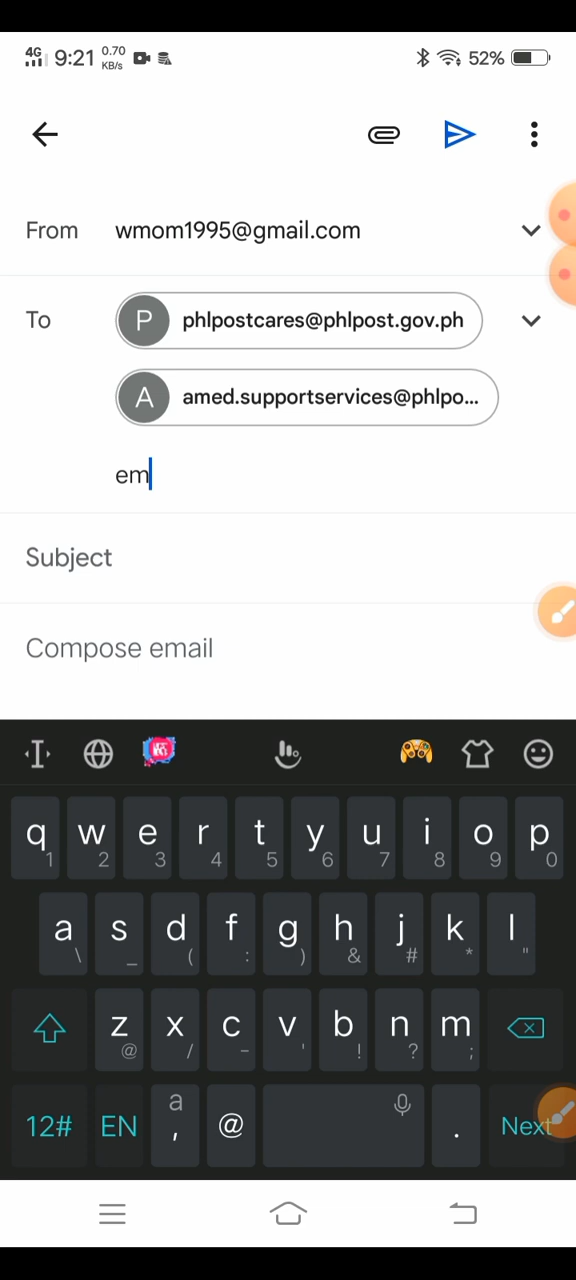 4G 9:21 0.70 KB/s 52%
From wmom1995@gmail.com
To P phlpostcares@phlpost.gov.ph
A amed.supportservices@phlpo...
em
Subject
Compose email
q w e r t y u i o p
1 2 3 4 5 6 7 8 9 0
a s d f g h j k l
\ _ ( : ) & # * "
z x c v b n m
@ / - ' ! ? ;
12# EN a , @ . Next